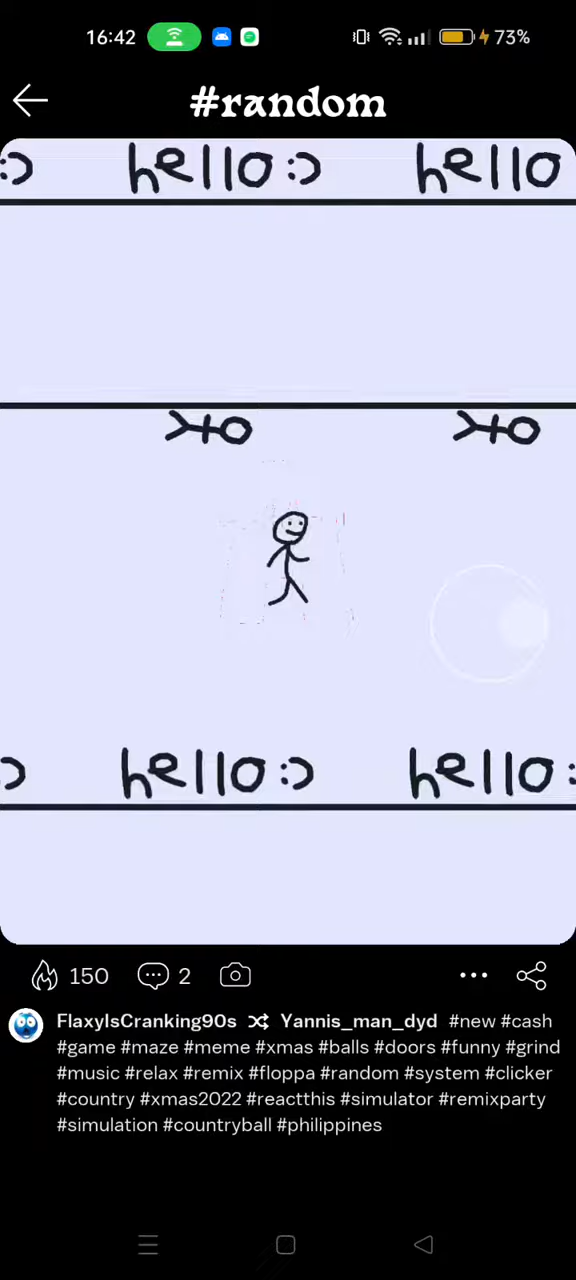 16:42 73%
#random
:) hello:) hello
hello:) hello:
150 2
FlaxyIsCranking90s Yannis_man_dyd #new #cash
#game #maze #meme #xmas #balls #doors #funny #grind
#music #relax #remix #floppa #random #system #clicker
#country #xmas2022 #reactthis #simulator #remixparty
#simulation #countryball #philippines